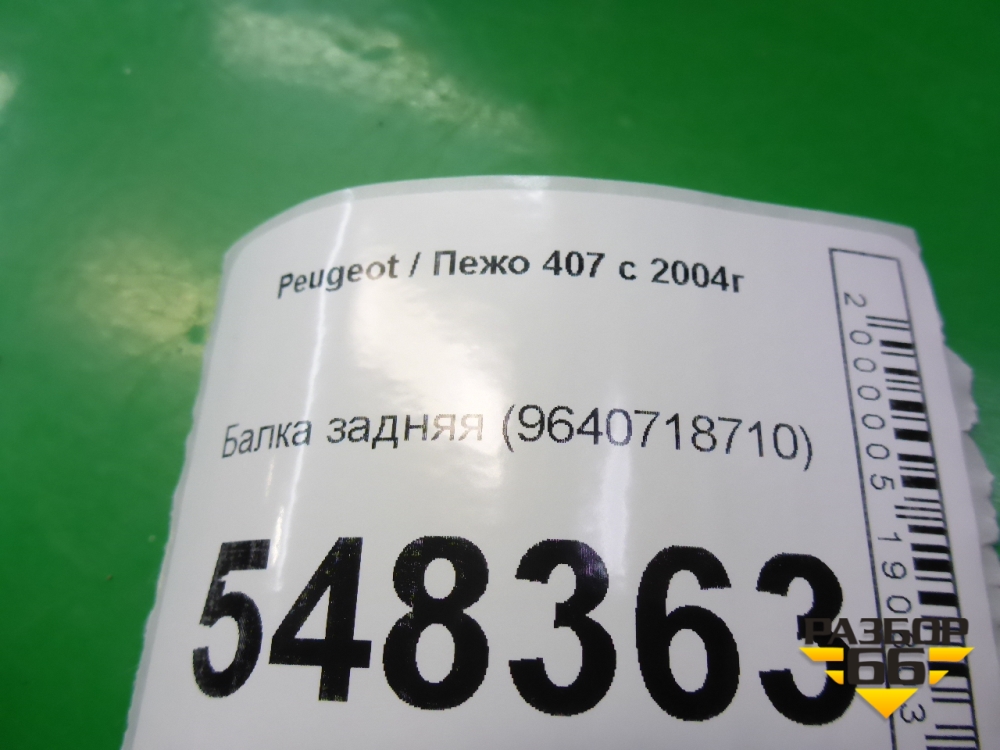 Peugeot / Пежо 407 с 2004г
Балка задняя (9640718710)
548363
2000005190
РАЗБОР
66